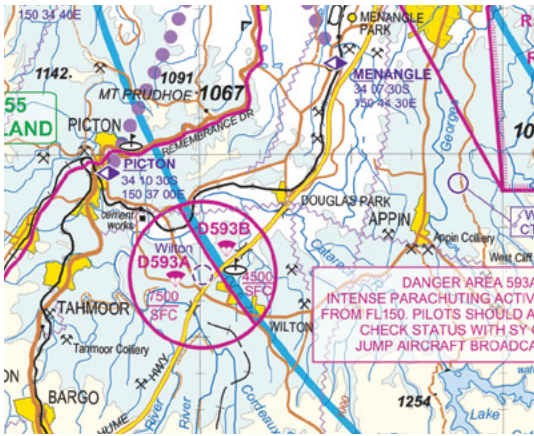 150 34 40E
MENANGLE
PARK
1142.
1091
MT PRUDHOE
1067
MENANGLE
34 07 30S
150 44 30E
Georges
R
55
LAND
PICTON
REMEMERANCE DR
10
PICTON
34 10 30S
150 37 00E
DOUGLAS PARK
cement
works
D593B
APPIN
Appin Colliery
W
CT
Wilton
D593A
West Cliff
4500
SFC
7500
SFC
DANGER AREA 593A
INTENSE PARACHUTING ACTIV
FROM FL150. PILOTS SHOULD A
CHECK STATUS WITH SY
JUMP AIRCRAFT BROADCA
TAHMOOR
WILTON
Tahmoor Colliery
HWY
BARGO
HUME
River
River
Cordeaux
1254
Lake